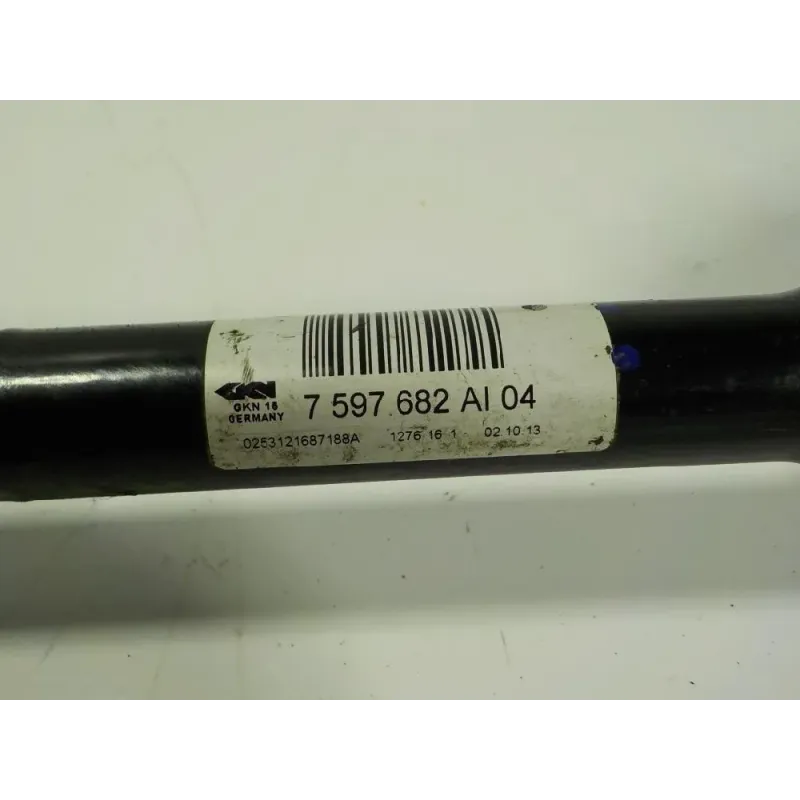 GKN
GKN 16
GERMANY
7 597 682 AI 04
0253121687188A 1276 16 1 02.10.13